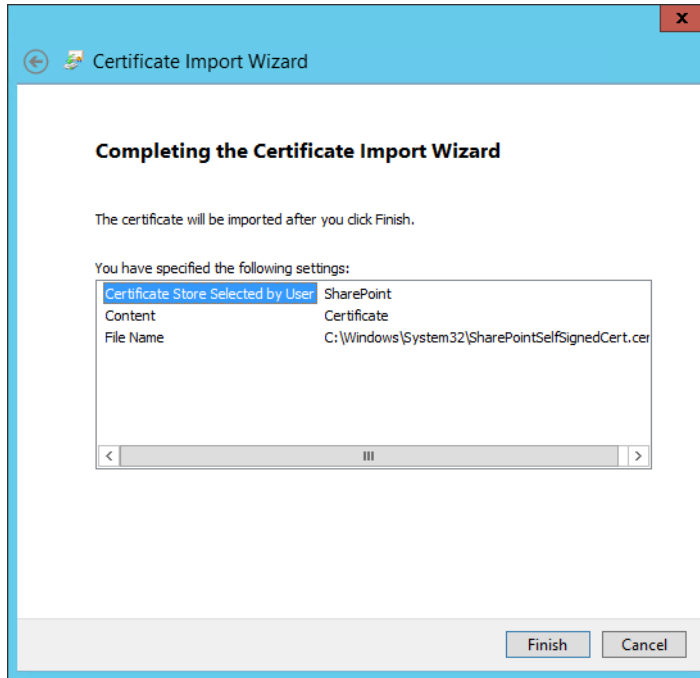 x
Certificate Import Wizard
Completing the Certificate Import Wizard
The certificate will be imported after you click Finish.
You have specified the following settings:
Certificate Store Selected by User SharePoint
Content Certificate
File Name C:\Windows\System32\SharePointSelfSignedCert.cer
Finish Cancel